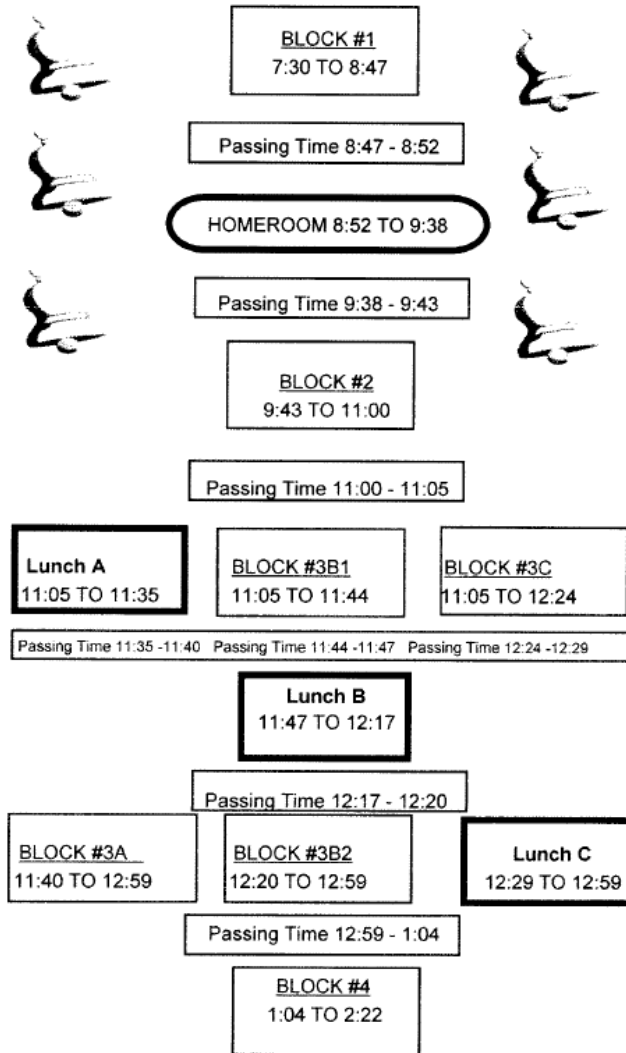 BLOCK #1
7:30 TO 8:47
Passing Time 8:47 - 8:52
HOMEROOM 8:52 TO 9:38
Passing Time 9:38 - 9:43
BLOCK #2
9:43 TO 11:00
Passing Time 11:00 - 11:05
Lunch A
11:05 TO 11:35
BLOCK #3B1
11:05 TO 11:44
BLOCK #3C
11:05 TO 12:24
Passing Time 11:35 -11:40 Passing Time 11:44 -11:47 Passing Time 12:24 -12:29
Lunch B
11:47 TO 12:17
Passing Time 12:17 - 12:20
BLOCK #3A
11:40 TO 12:59
BLOCK #3B2
12:20 TO 12:59
Lunch C
12:29 TO 12:59
Passing Time 12:59 - 1:04
BLOCK #4
1:04 TO 2:22